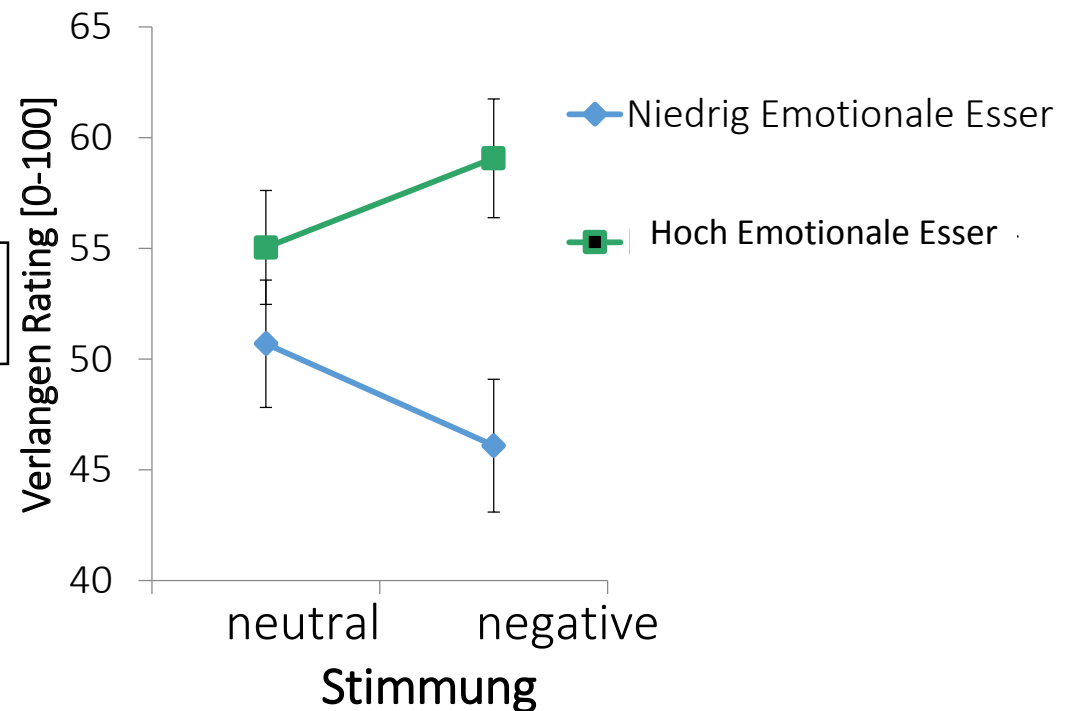 65
60
55
50
45
40
Verlangen Rating [0-100]
Niedrig Emotionale Esser
Hoch Emotionale Esser
neutral
negative
Stimmung